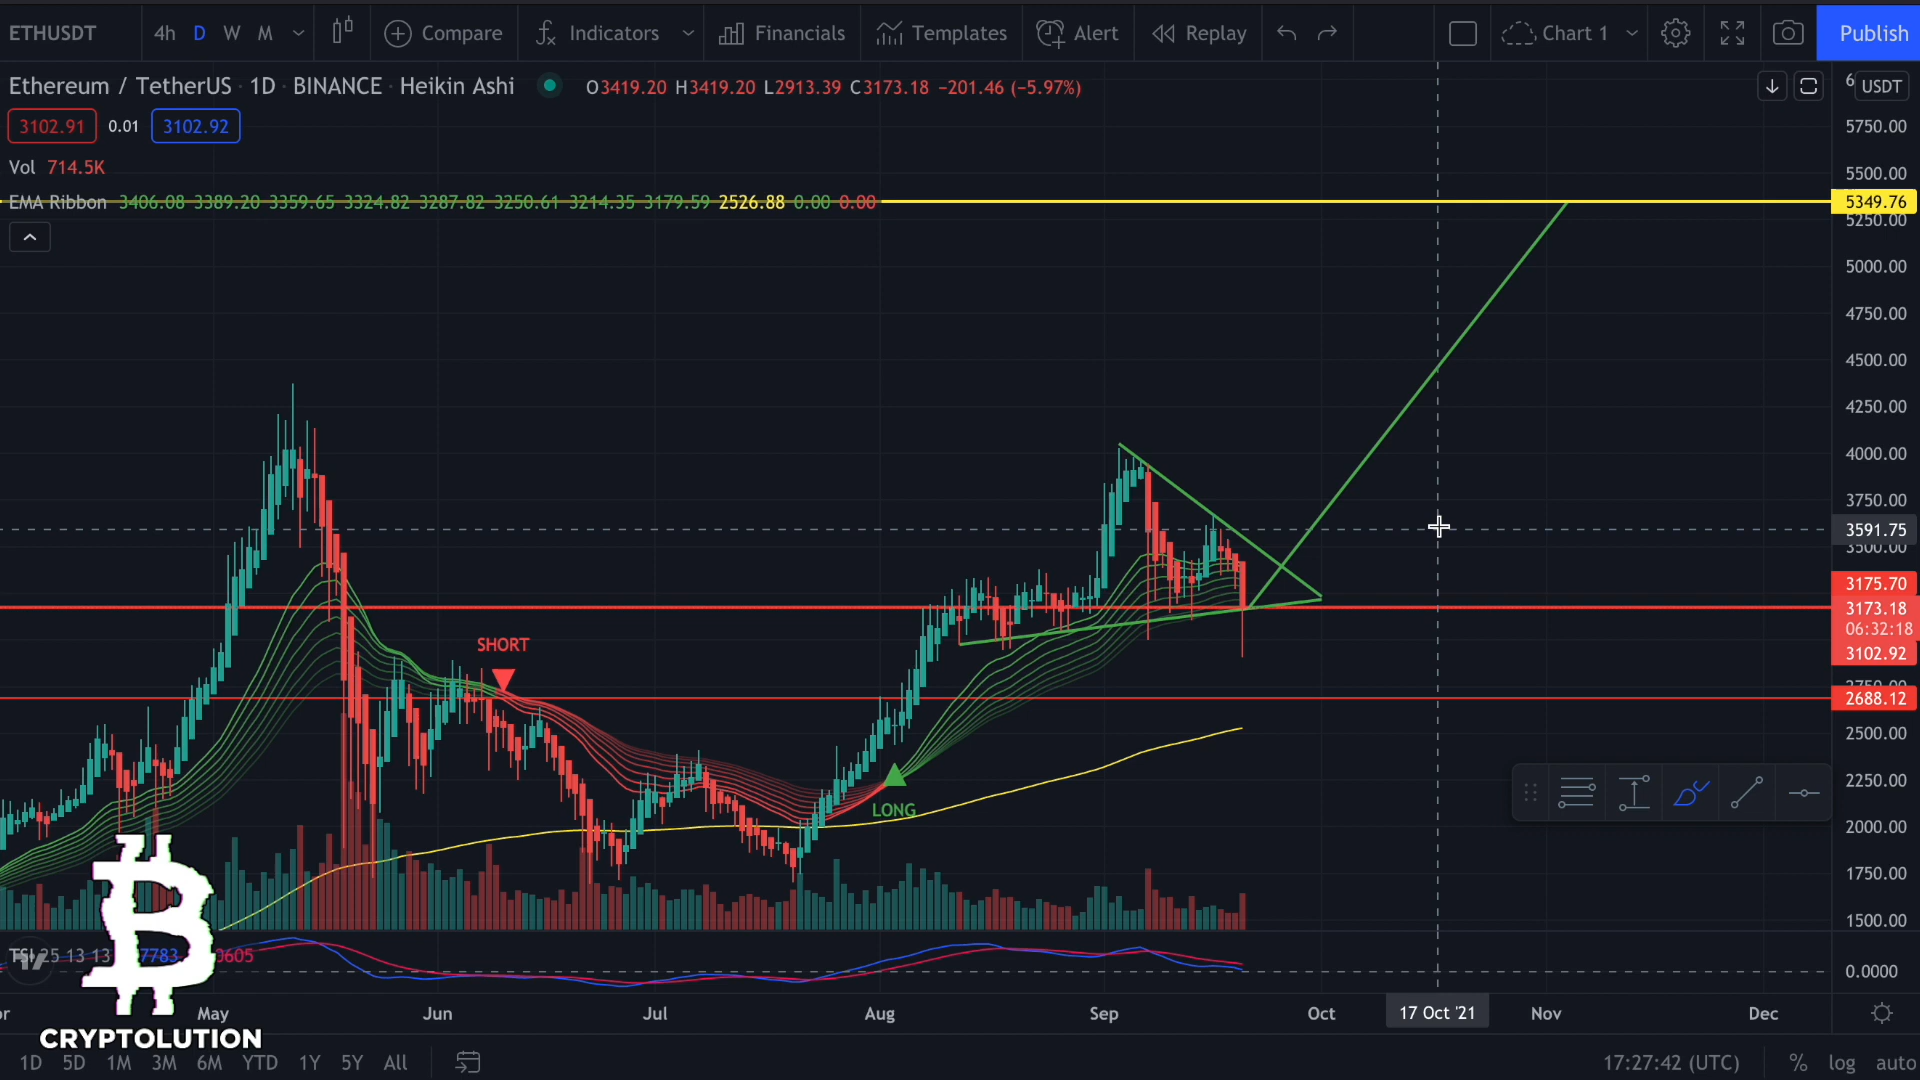 ETHUSDT 4h D W M Compare Indicators Financials Templates Alert Replay Chart 1 Publish
Ethereum / TetherUS · 1D · BINANCE · Heikin Ashi O3419.20 H3419.20 L2913.39 C3173.18 −201.46 (−5.97%)
USDT
3102.91 0.01 3102.92
5750.00
Vol 714.5K
5500.00
EMA Ribbon 3406.08 3389.20 3359.65 3324.82 3287.82 3250.61 3214.35 3179.59 2526.88 0.00 0.00
5349.76
5250.00
5000.00
4750.00
4500.00
4250.00
4000.00
3750.00
3591.75
3500.00
3175.70
3173.18
06:32:18
SHORT
3102.92
2750.00
2688.12
2500.00
2250.00
LONG
2000.00
1750.00
1500.00
TSI 25 13 13
0.0000
May Jun Jul Aug Sep Oct 17 Oct '21 Nov Dec
CRYPTOLUTION
1D 5D 1M 3M 6M YTD 1Y 5Y All 17:27:42 (UTC) % log auto